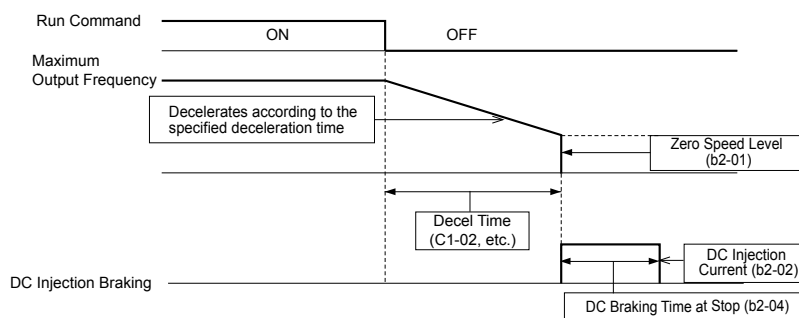 Run Command
ON
OFF
Maximum
Output Frequency
Decelerates according to the
specified deceleration time
Zero Speed Level
(b2-01)
Decel Time
(C1-02, etc.)
DC Injection
Current (b2-02)
DC Injection Braking
DC Braking Time at Stop (b2-04)